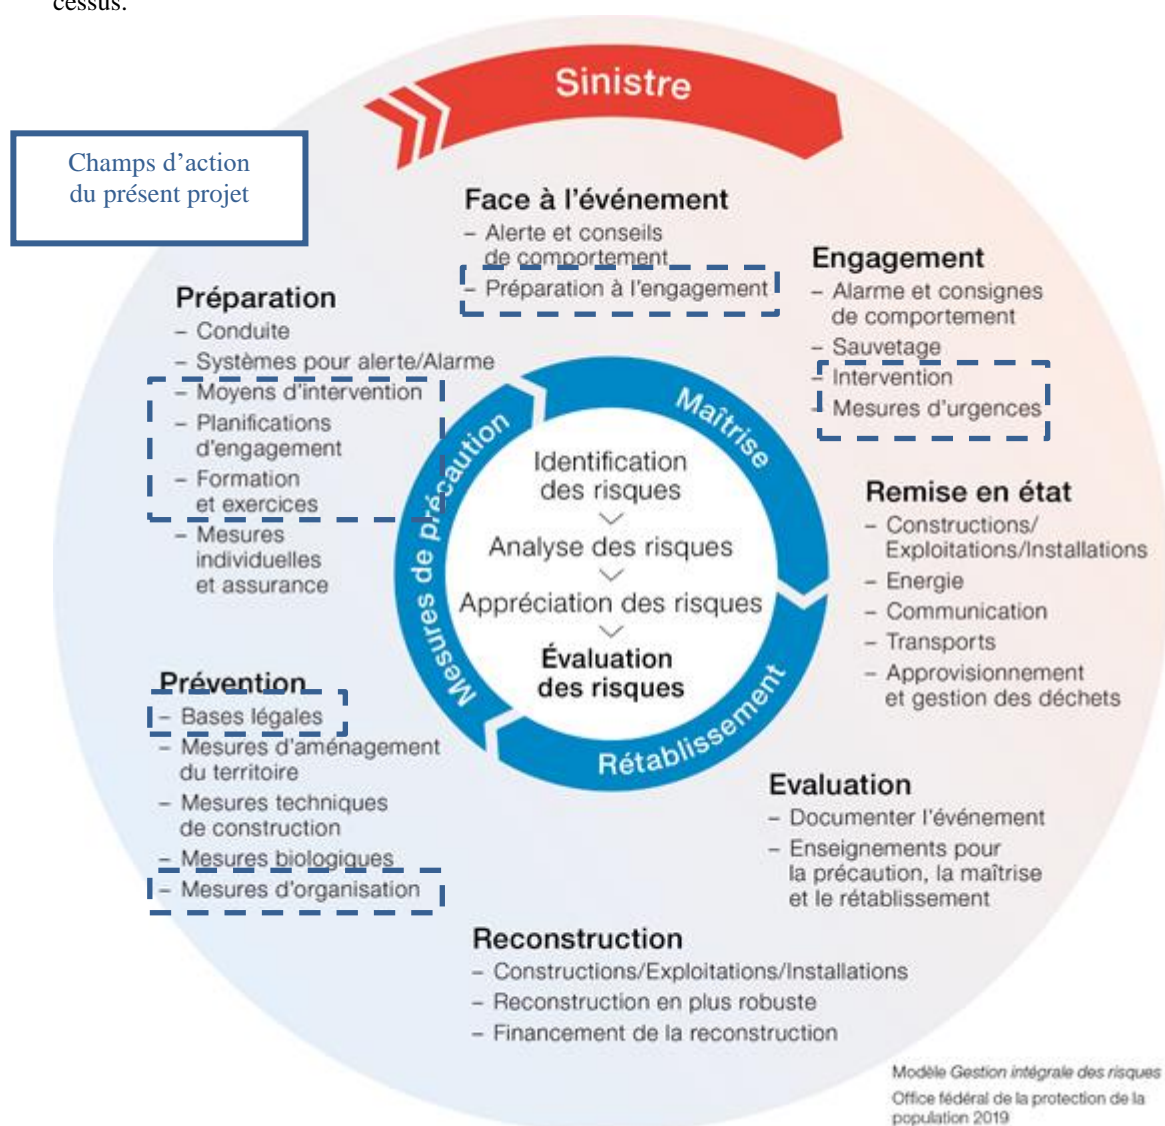 cessus.
Sinistre
Champs d’action
du présent projet
Face à l’événement
– Alerte et conseils
de comportement
– Préparation à l’engagement
Engagement
– Alarme et consignes
de comportement
– Sauvetage
– Intervention
– Mesures d’urgences
Préparation
– Conduite
– Systèmes pour alerte/Alarme
– Moyens d’intervention
– Planifications
d’engagement
– Formation
et exercices
– Mesures
individuelles
et assurance
Mesures de précaution
Maîtrise
Rétablissement
Identification
des risques
Analyse des risques
Appréciation des risques
Évaluation
des risques
Remise en état
– Constructions/
Exploitations/Installations
– Energie
– Communication
– Transports
– Approvisionnement
et gestion des déchets
Prévention
– Bases légales
– Mesures d’aménagement
du territoire
– Mesures techniques
de construction
– Mesures biologiques
– Mesures d’organisation
Evaluation
– Documenter l’événement
– Enseignements pour
la précaution, la maîtrise
et le rétablissement
Reconstruction
– Constructions/Exploitations/Installations
– Reconstruction en plus robuste
– Financement de la reconstruction
Modèle Gestion intégrale des risques
Office fédéral de la protection de la
population 2019